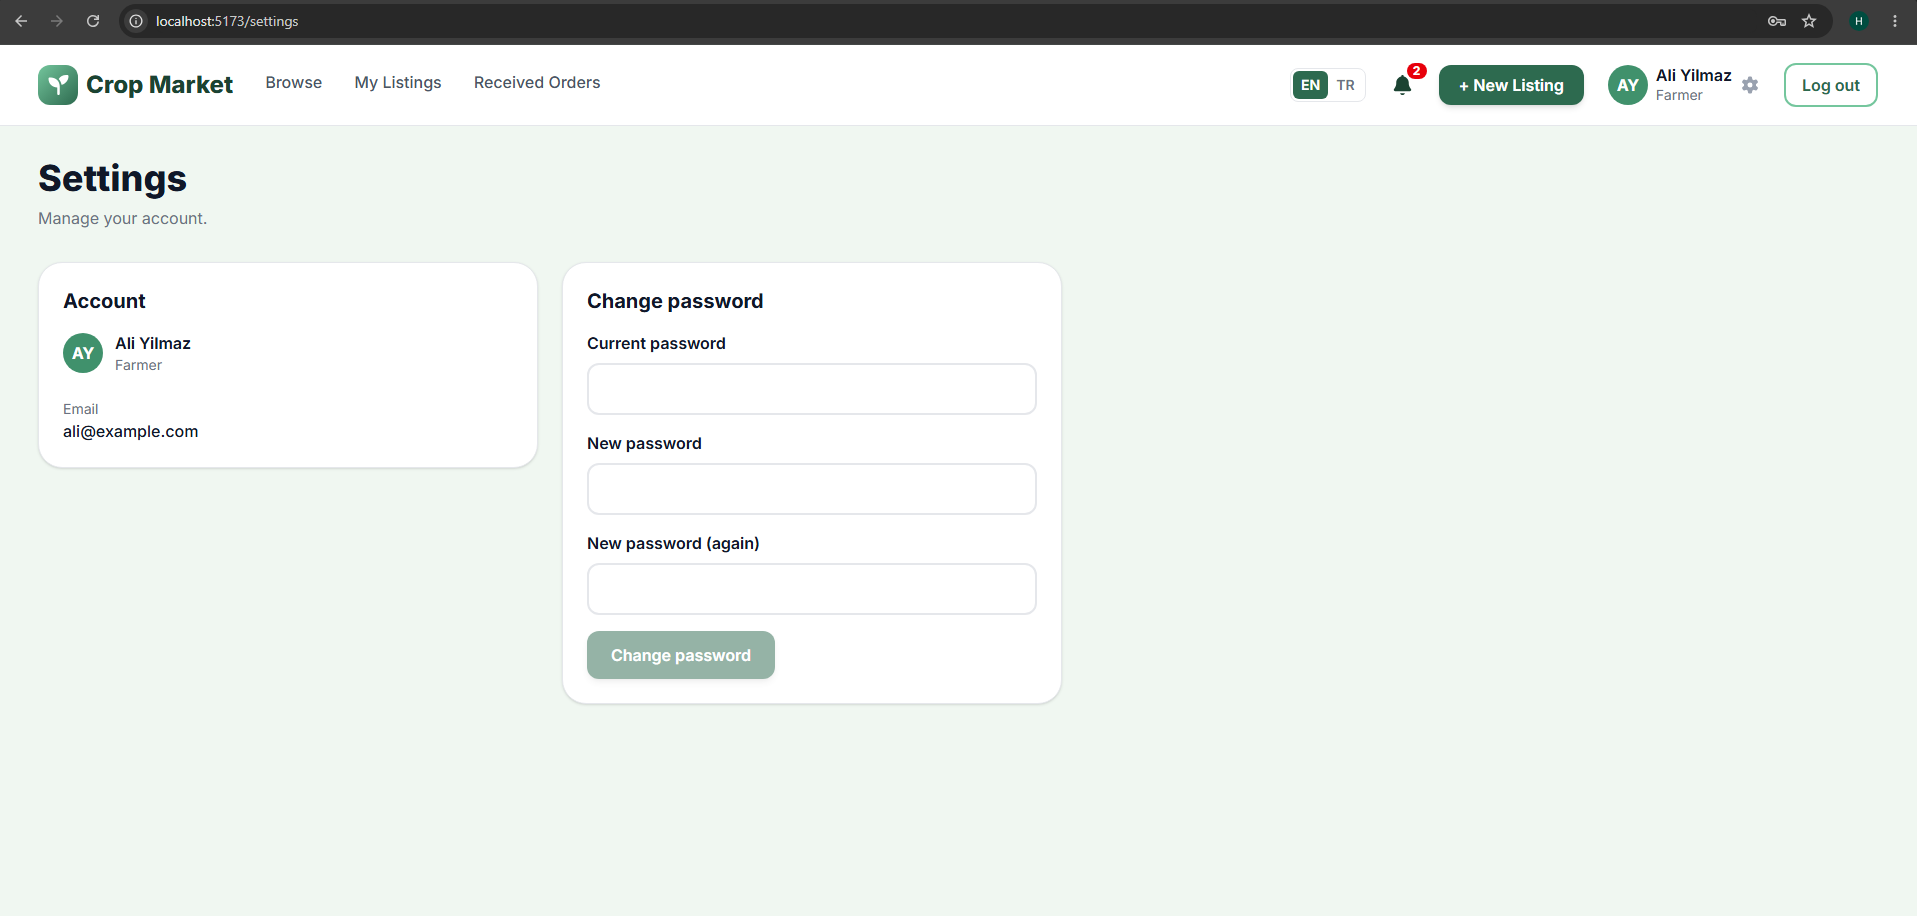 localhost:5173/settings
H
Crop Market
Browse
My Listings
Received Orders
EN
TR
2
+ New Listing
AY
Ali Yilmaz
Farmer
Log out
Settings
Manage your account.
Account
AY
Ali Yilmaz
Farmer
Email
ali@example.com
Change password
Current password
New password
New password (again)
Change password